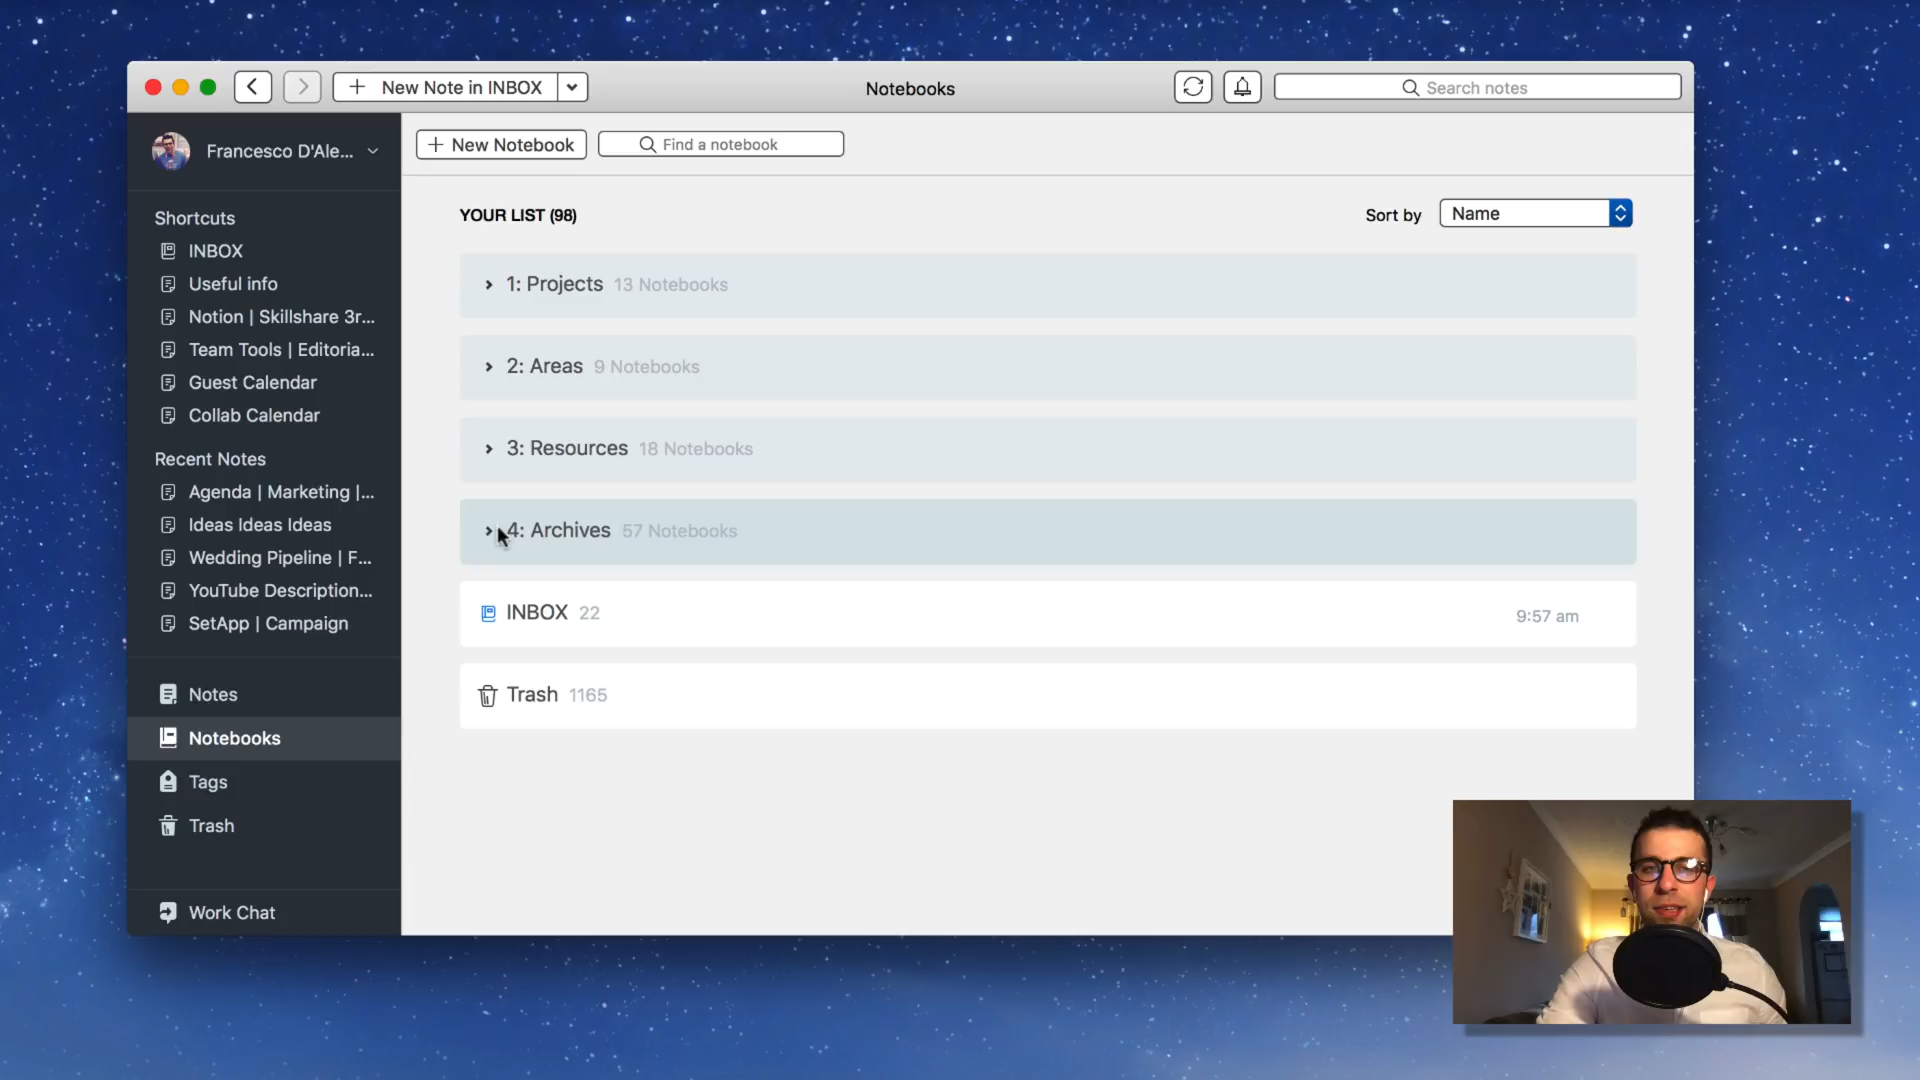 New Note in INBOX
Notebooks
Search notes
Francesco D'Ale...
New Notebook
Find a notebook
Shortcuts
INBOX
Useful info
Notion | Skillshare 3r...
Team Tools | Editoria...
Guest Calendar
Collab Calendar
Recent Notes
Agenda | Marketing |...
Ideas Ideas Ideas
Wedding Pipeline | F...
YouTube Description...
SetApp | Campaign
Notes
Notebooks
Tags
Trash
Work Chat
YOUR LIST (98)
Sort by Name
1: Projects 13 Notebooks
2: Areas 9 Notebooks
3: Resources 18 Notebooks
4: Archives 57 Notebooks
INBOX 22 9:57 am
Trash 1165